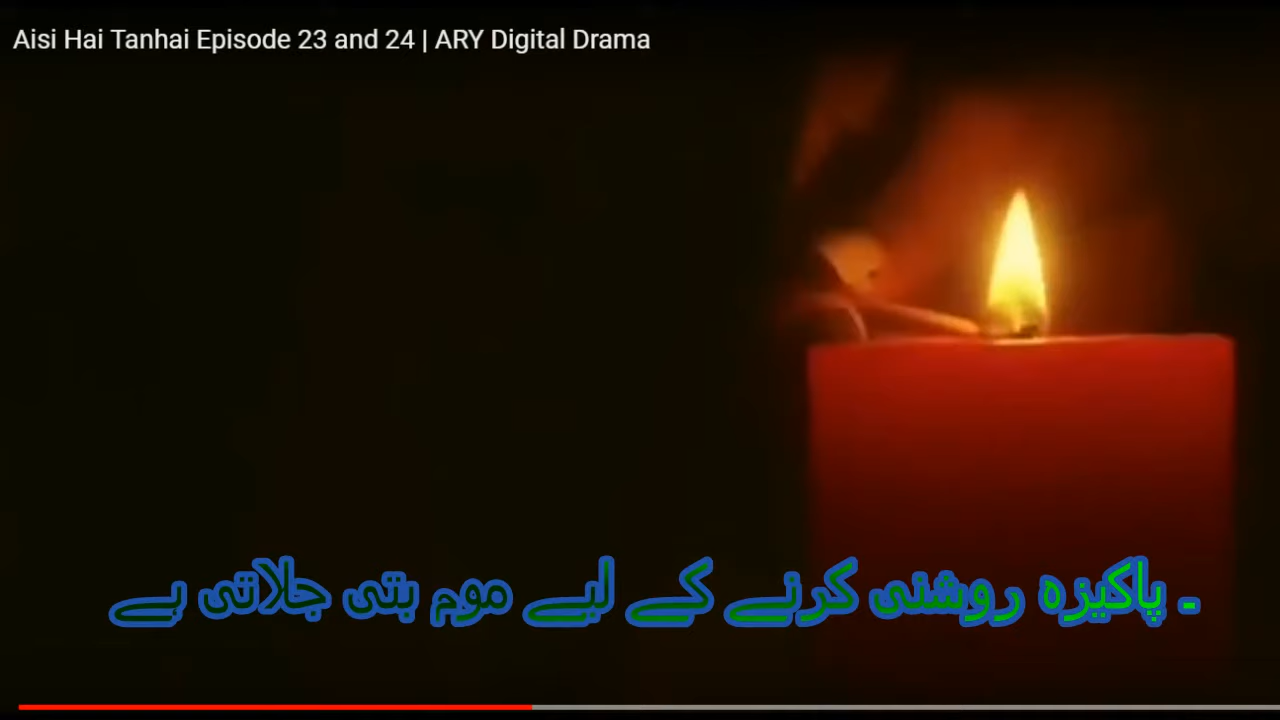 Aisi Hai Tanhai Episode 23 and 24 | ARY Digital Drama
۔ پاکیزہ روشنی کرنے کے لیے موم بتی جلاتی ہے